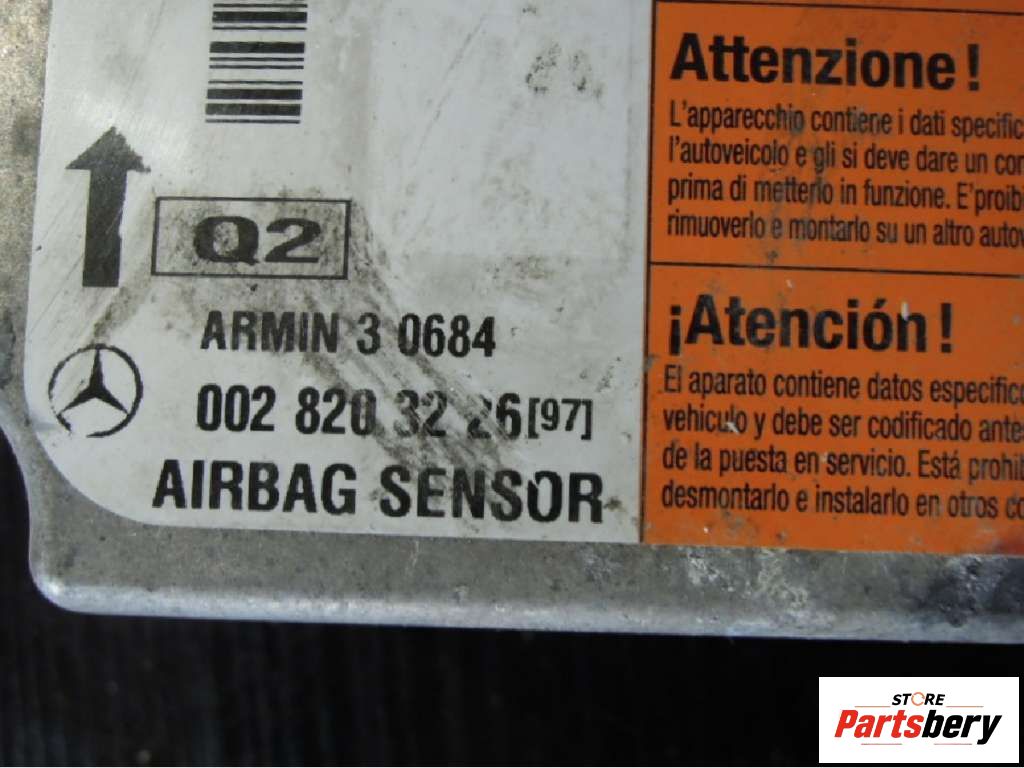 Q2
ARMIN 3 0684
002 820 32 26 [97]
AIRBAG SENSOR
Attenzione !
L'apparecchio contiene i dati specific
l'autoveicolo e gli si deve dare un co
prima di metterlo in funzione. E'proib
rimuoverlo e montarlo su un altro autov
¡Atención !
El aparato contiene datos específico
vehículo y debe ser codificado ante
de la puesta en servicio. Está prohib
desmontarlo e instalarlo en otros co
STORE
Partsbery